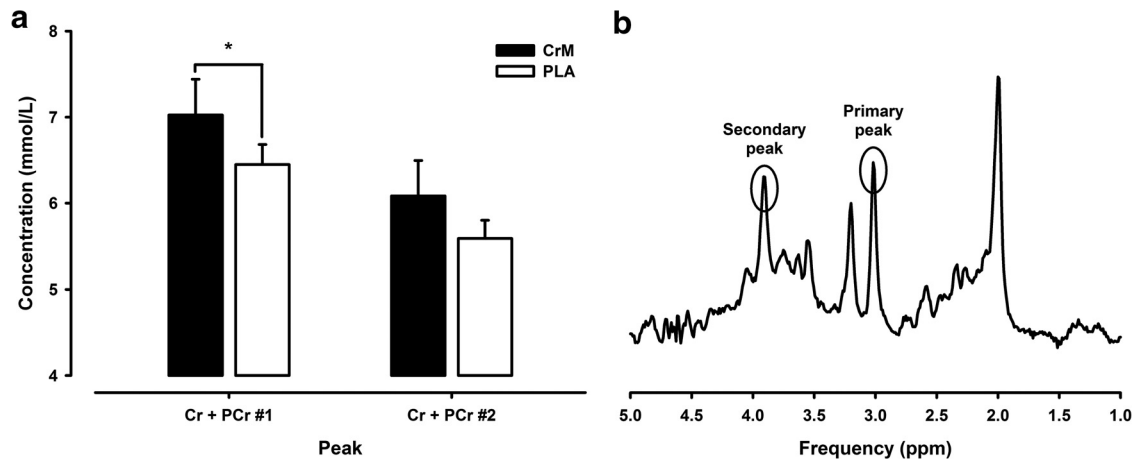 a
8
7
6
5
4
Concentration (mmol/L)
*
CrM
PLA
Cr + PCr #1
Cr + PCr #2
Peak
b
Secondary
peak
Primary
peak
5.0 4.5 4.0 3.5 3.0 2.5 2.0 1.5 1.0
Frequency (ppm)